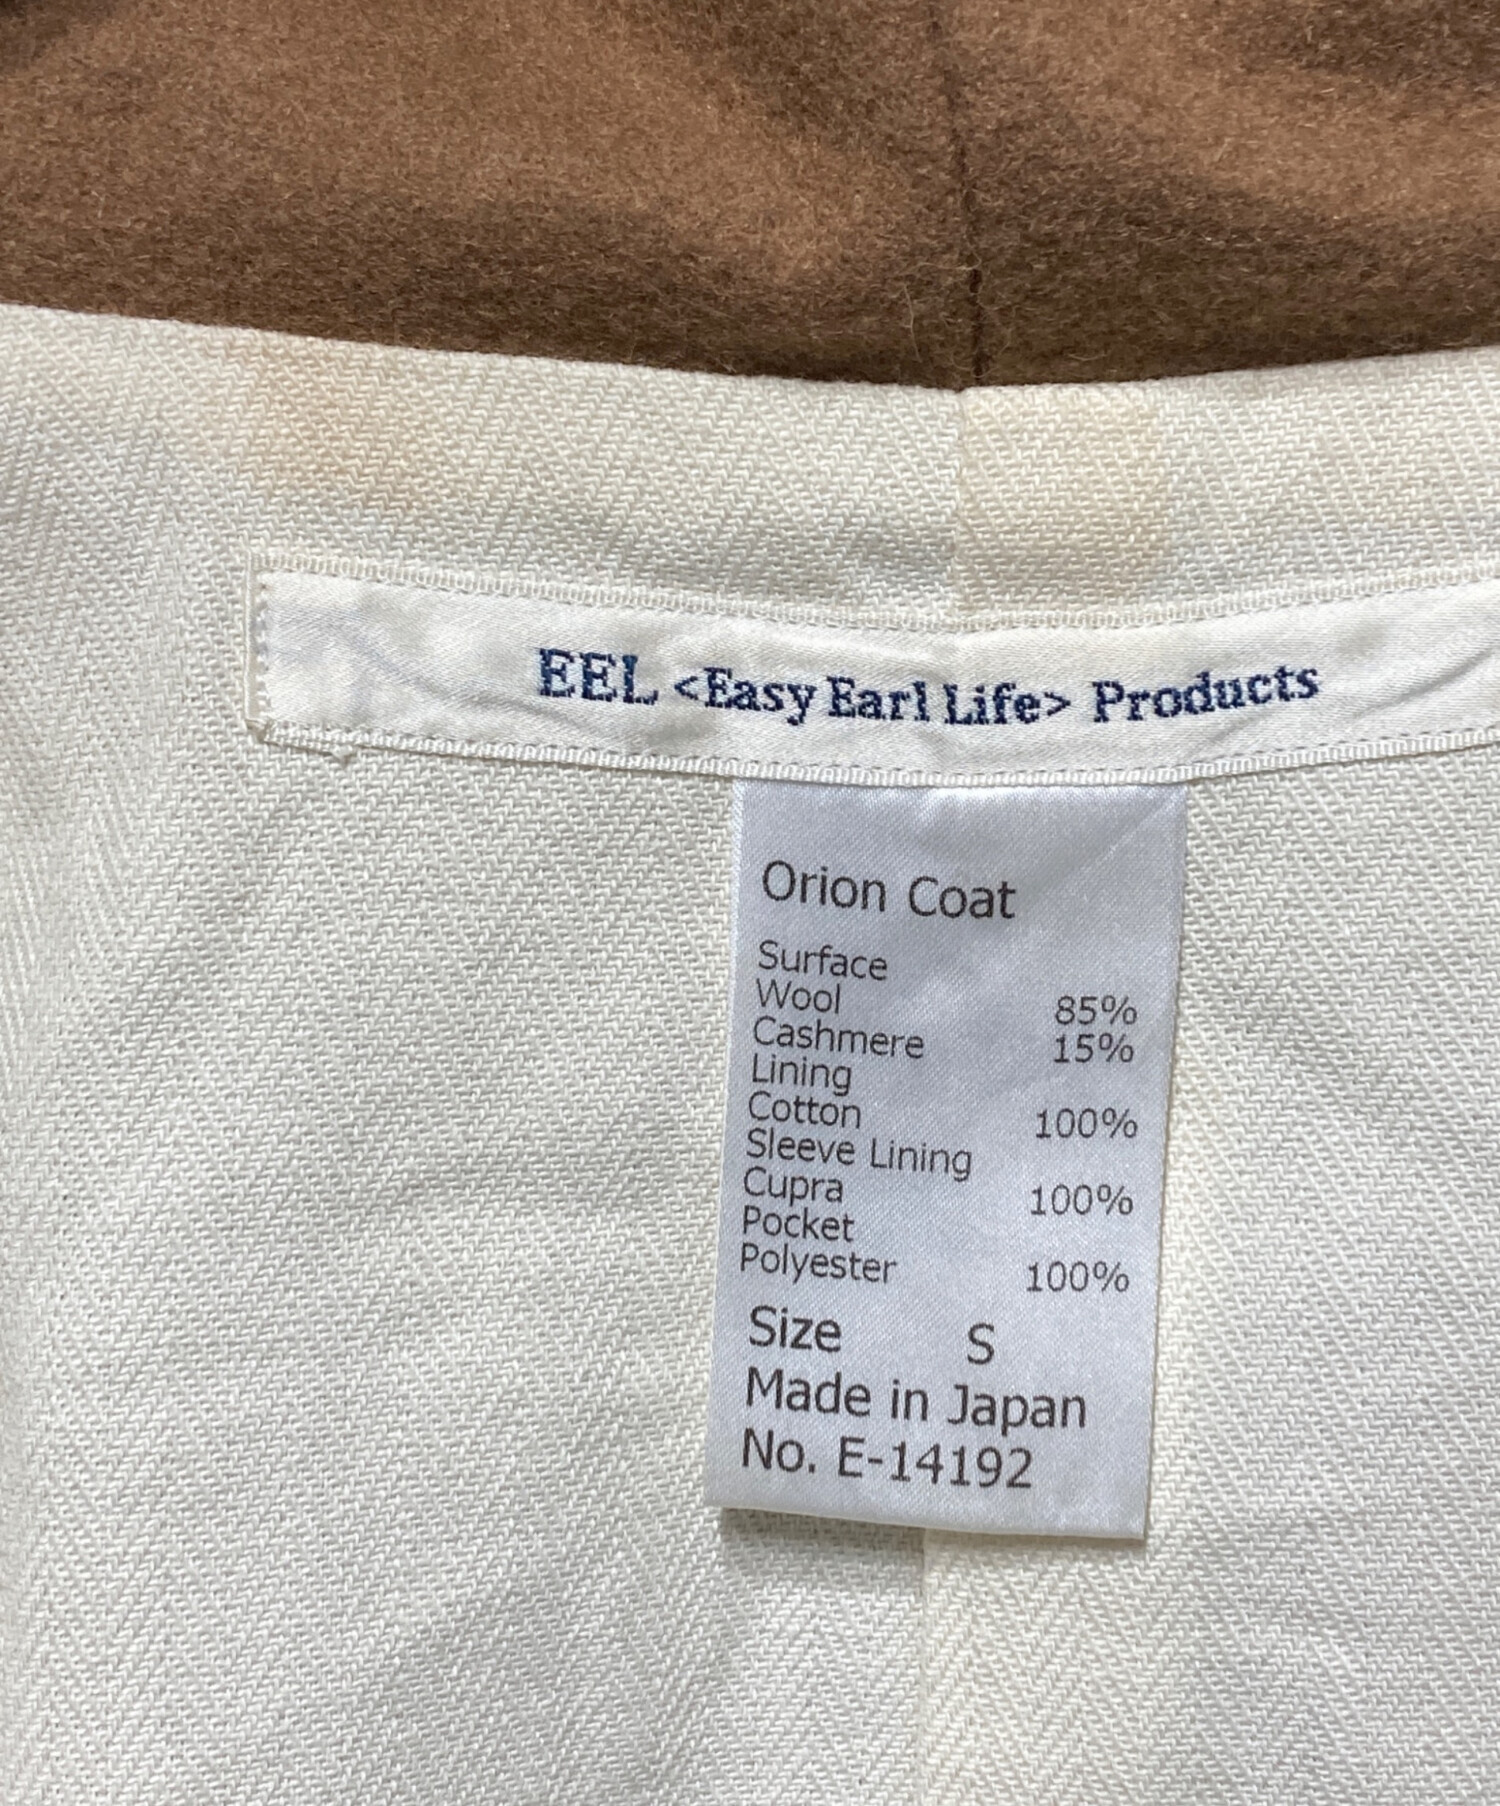 EEL <Easy Earl Life> Products
Orion Coat
Surface
Wool 85%
Cashmere 15%
Lining
Cotton 100%
Sleeve Lining
Cupra 100%
Pocket
Polyester 100%
Size S
Made in Japan
No. E-14192